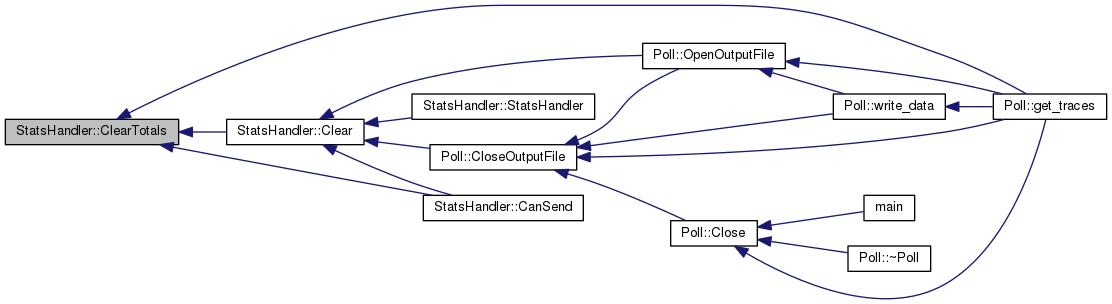 StatsHandler::ClearTotals
StatsHandler::Clear
Poll::OpenOutputFile
StatsHandler::StatsHandler
Poll::CloseOutputFile
StatsHandler::CanSend
Poll::write_data
Poll::get_traces
Poll::Close
main
Poll::~Poll